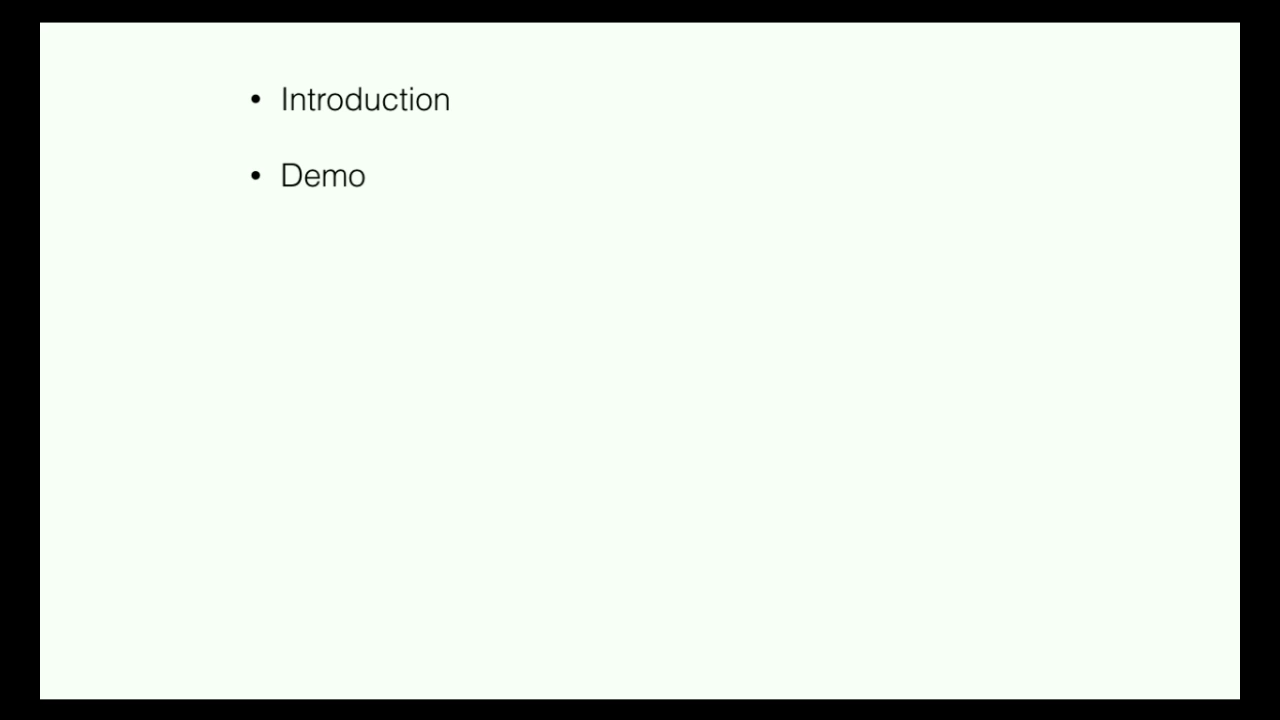 • Introduction
• Demo